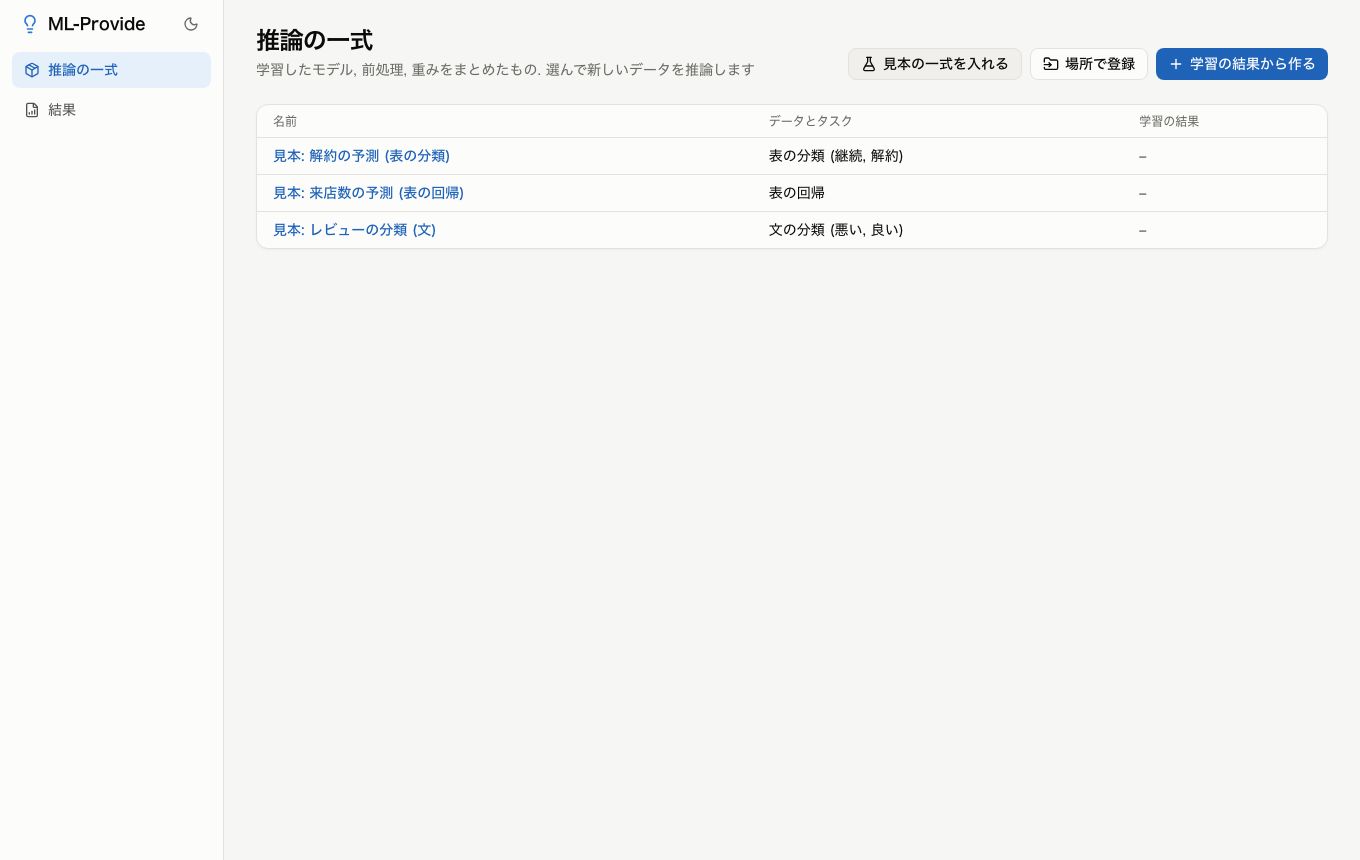 ML-Provide
推論の一式
結果
推論の一式
学習したモデル, 前処理, 重みをまとめたもの. 選んで新しいデータを推論します
見本の一式を入れる
場所で登録
+ 学習の結果から作る
名前 データとタスク 学習の結果
見本: 解約の予測 (表の分類) 表の分類 (継続, 解約) –
見本: 来店数の予測 (表の回帰) 表の回帰 –
見本: レビューの分類 (文) 文の分類 (悪い, 良い) –